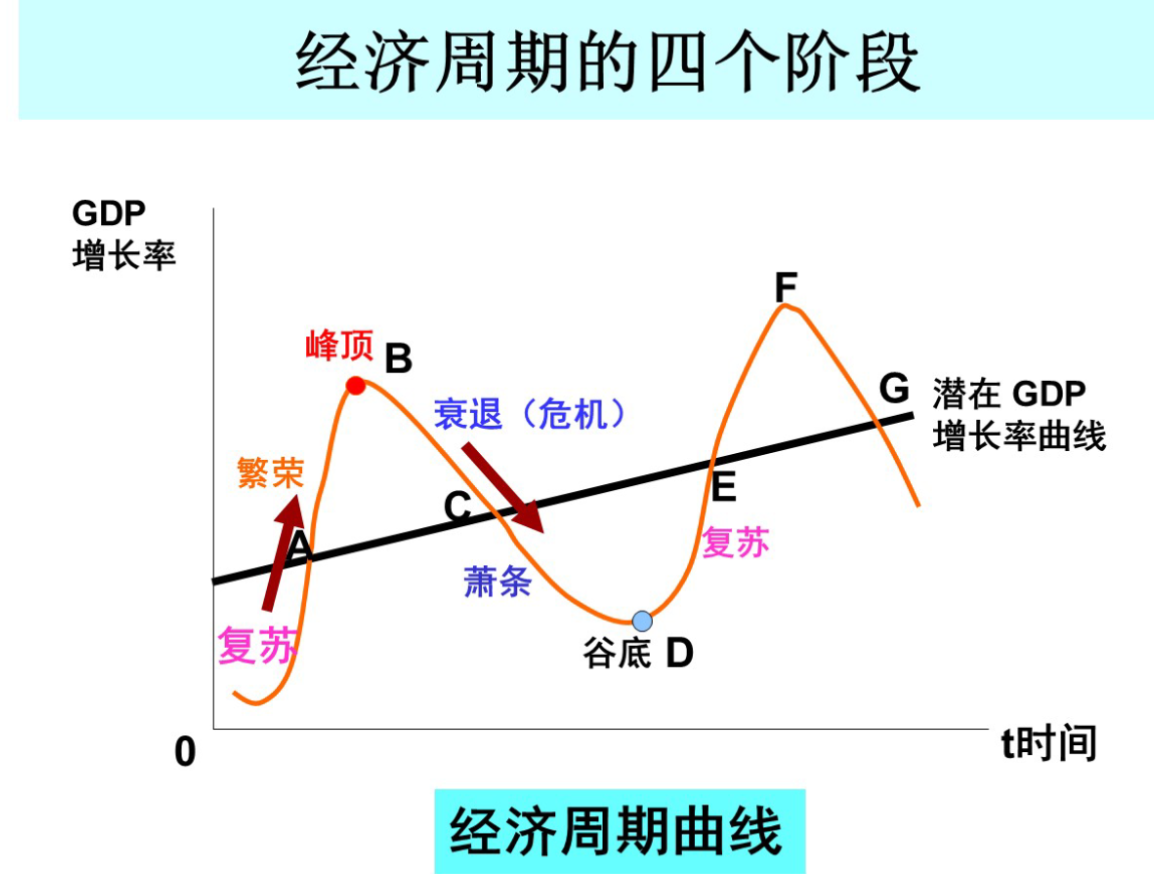 经济周期的四个阶段
GDP
增长率
F
峰顶 B
G
潜在 GDP
增长率曲线
衰退（危机）
繁荣
E
C
A
复苏
萧条
复苏
谷底 D
0
t时间
经济周期曲线